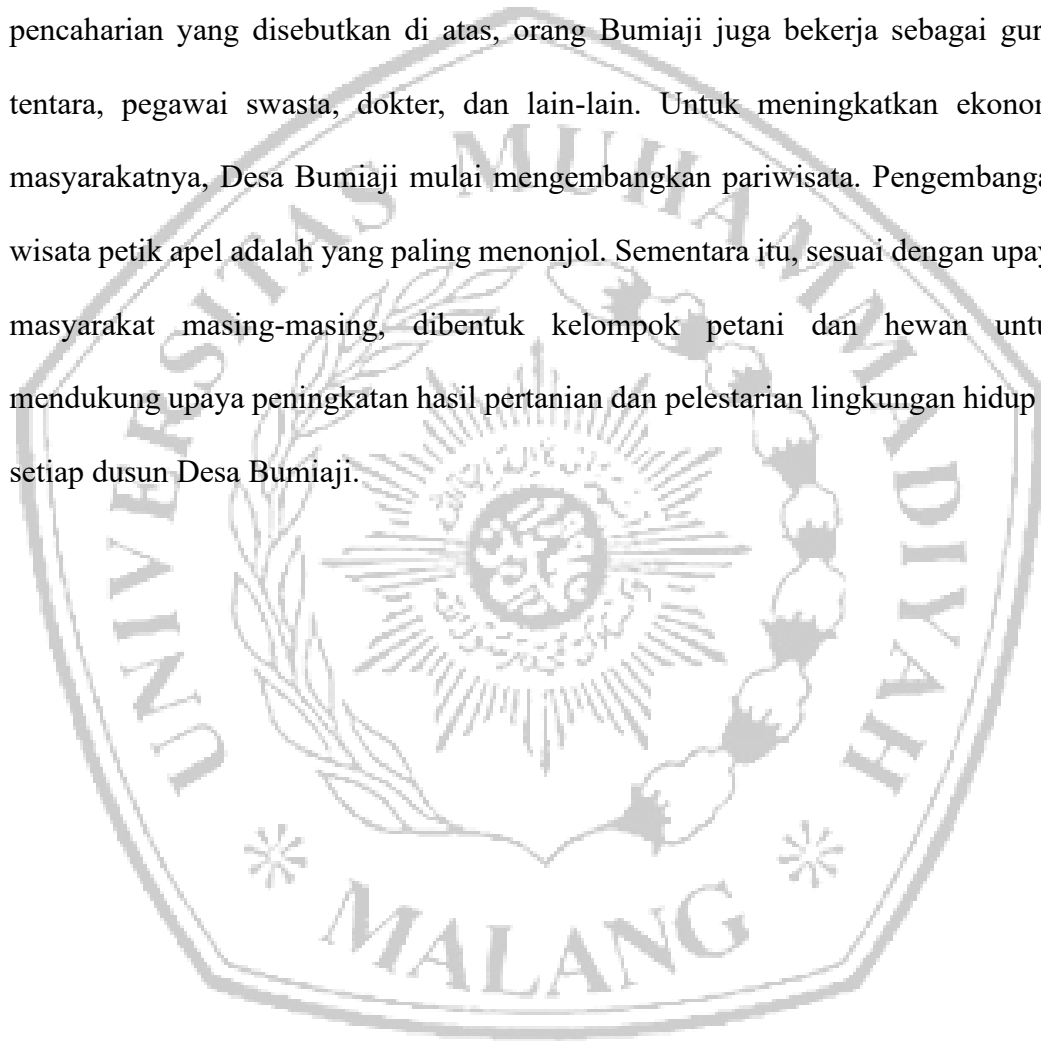 pencaharian yang disebutkan di atas, orang Bumiaji juga bekerja sebagai gur
tentara, pegawai swasta, dokter, dan lain-lain. Untuk meningkatkan ekonor
masyarakatnya, Desa Bumiaji mulai mengembangkan pariwisata. Pengembanga
wisata petik apel adalah yang paling menonjol. Sementara itu, sesuai dengan upay
masyarakat masing-masing, dibentuk kelompok petani dan hewan untu
mendukung upaya peningkatan hasil pertanian dan pelestarian lingkungan hidup
setiap dusun Desa Bumiaji.
UNIVERSITAS MUHAMMADIYAH
MALANG